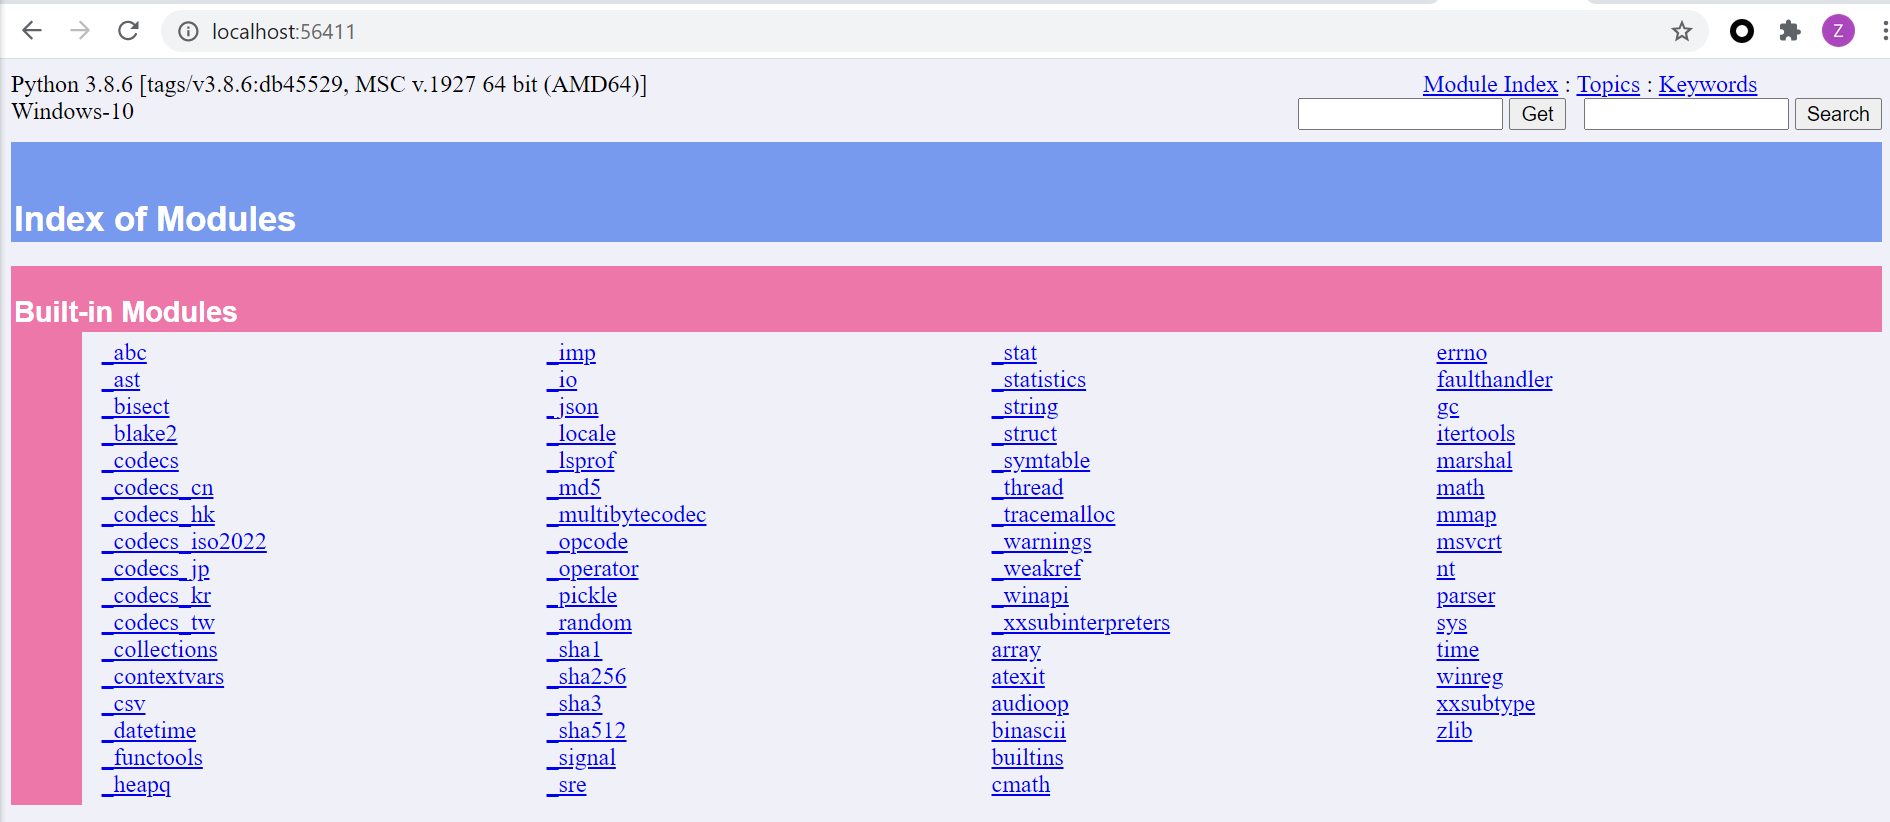 localhost:56411
Z
Python 3.8.6 [tags/v3.8.6:db45529, MSC v.1927 64 bit (AMD64)]
Windows-10
Module Index : Topics : Keywords
Get Search
Index of Modules
Built-in Modules
_abc
_ast
_bisect
_blake2
_codecs
_codecs_cn
_codecs_hk
_codecs_iso2022
_codecs_jp
_codecs_kr
_codecs_tw
_collections
_contextvars
_csv
_datetime
_functools
_heapq
_imp
_io
_json
_locale
_lsprof
_md5
_multibytecodec
_opcode
_operator
_pickle
_random
_sha1
_sha256
_sha3
_sha512
_signal
_sre
_stat
_statistics
_string
_struct
_symtable
_thread
_tracemalloc
_warnings
_weakref
_winapi
_xxsubinterpreters
array
atexit
audioop
binascii
builtins
cmath
errno
faulthandler
gc
itertools
marshal
math
mmap
msvcrt
nt
parser
sys
time
winreg
xxsubtype
zlib